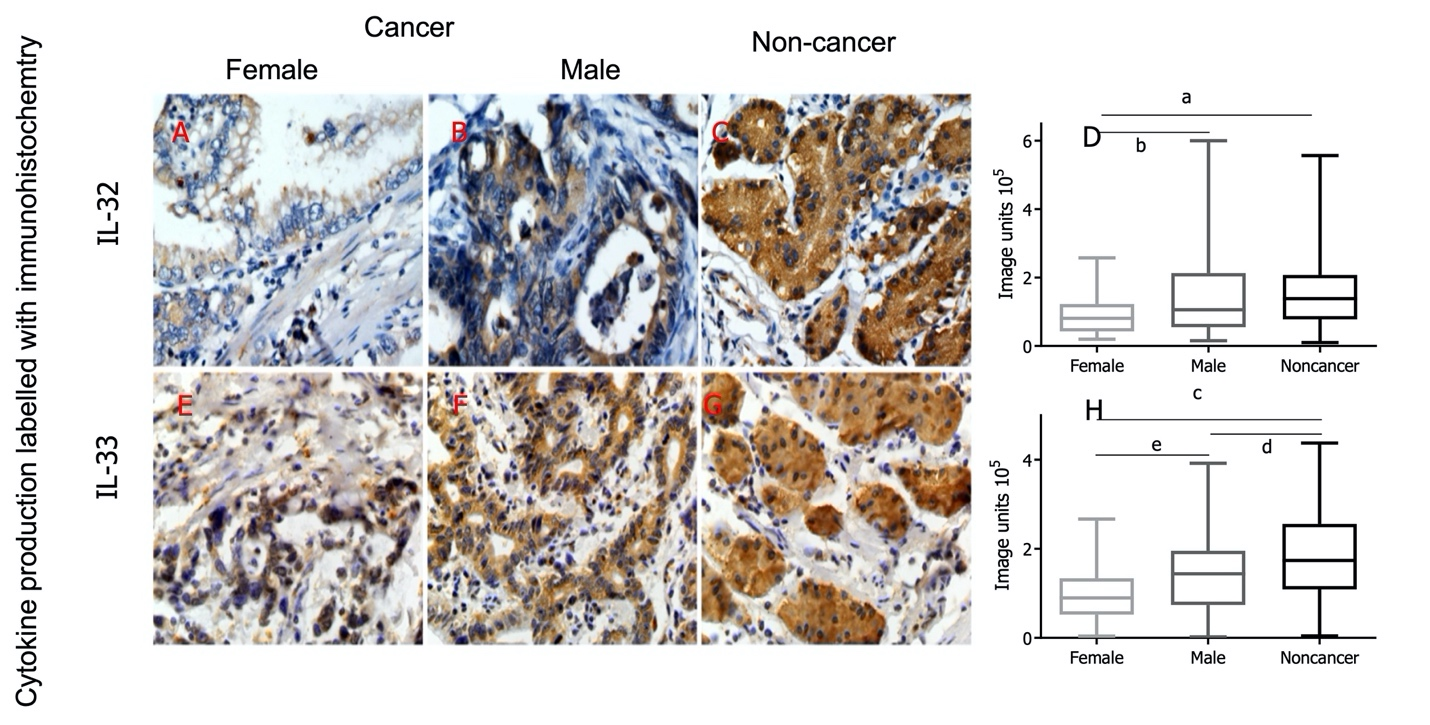 Cytokine production labelled with immunohistochemtry
Cancer
Female
Male
Non-cancer
IL-32
A
B
C
IL-33
E
F
G
a
D
b
Image units 10⁵
6
4
2
0
Female
Male
Noncancer
c
H
e
d
Image units 10⁵
4
2
0
Female
Male
Noncancer